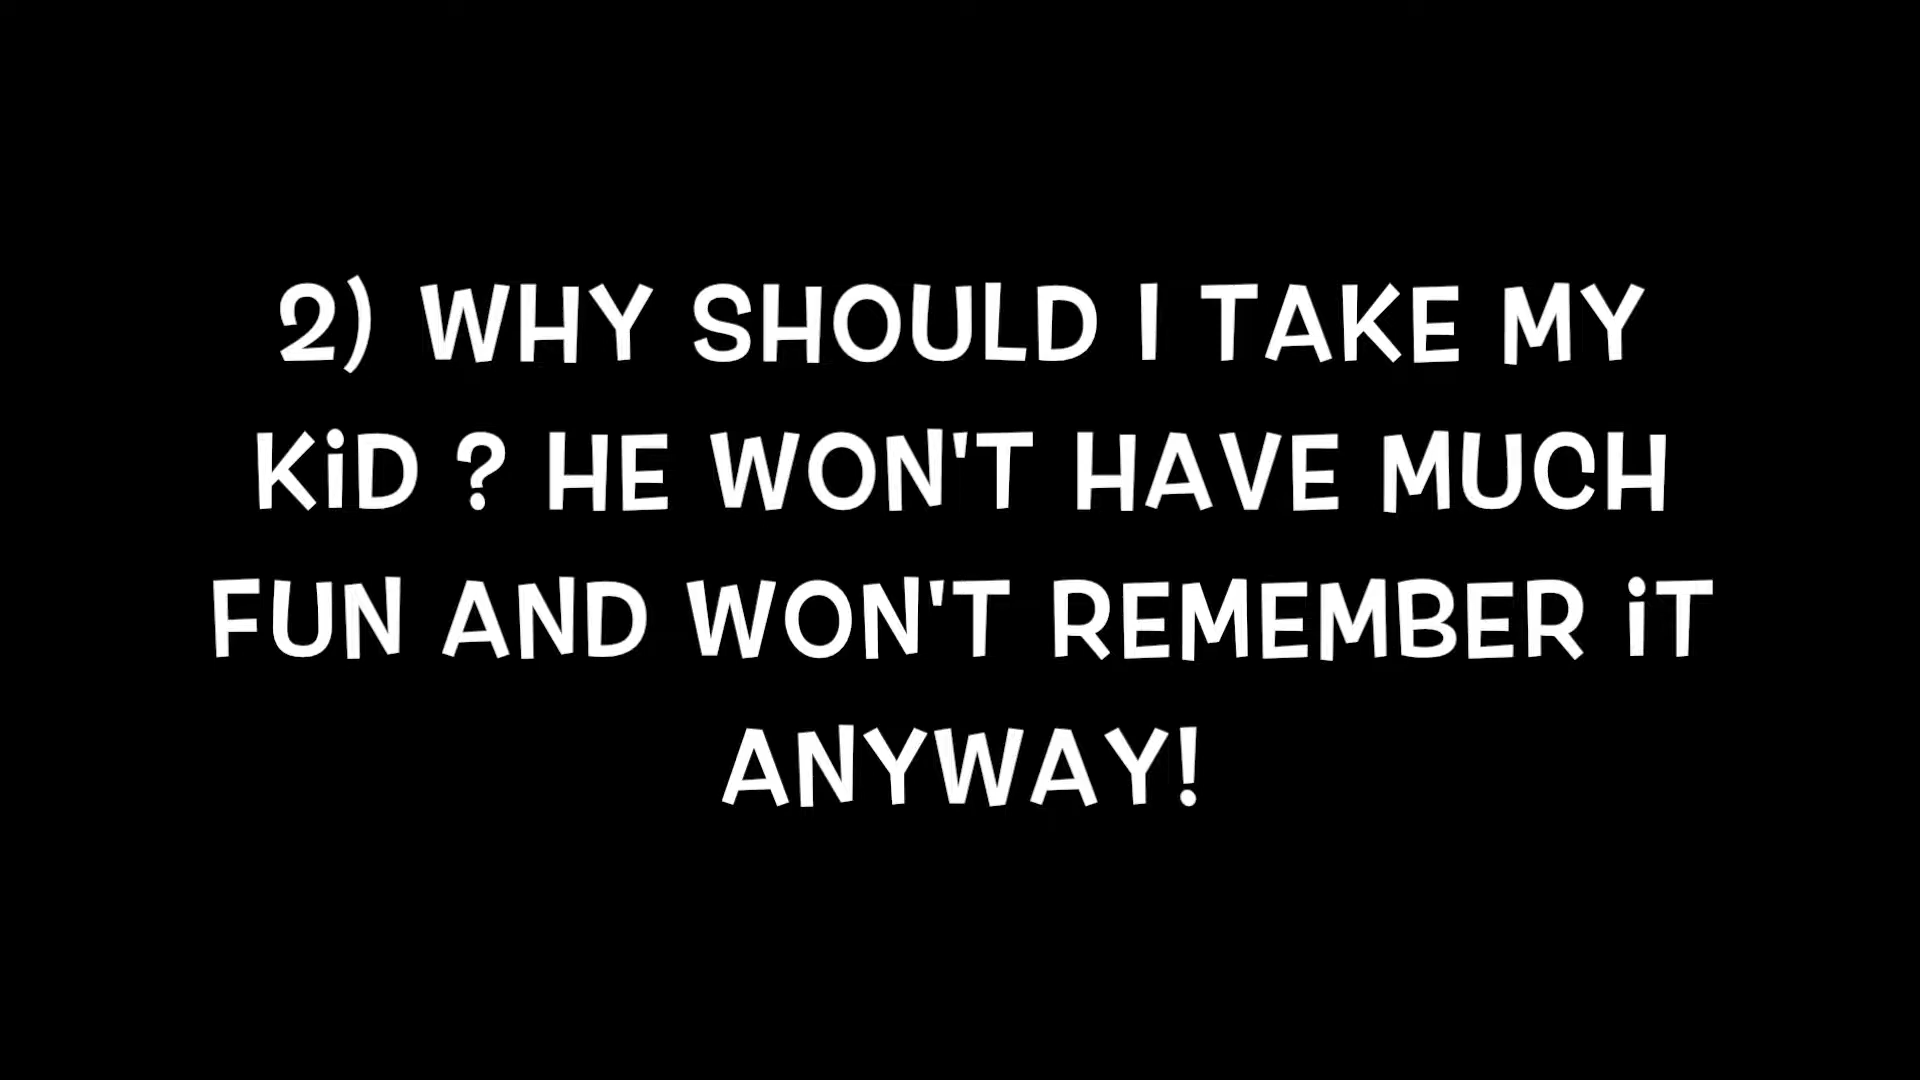 2) WHY SHOULD I TAKE MY
KiD ? HE WON'T HAVE MUCH
FUN AND WON'T REMEMBER iT
ANYWAY!